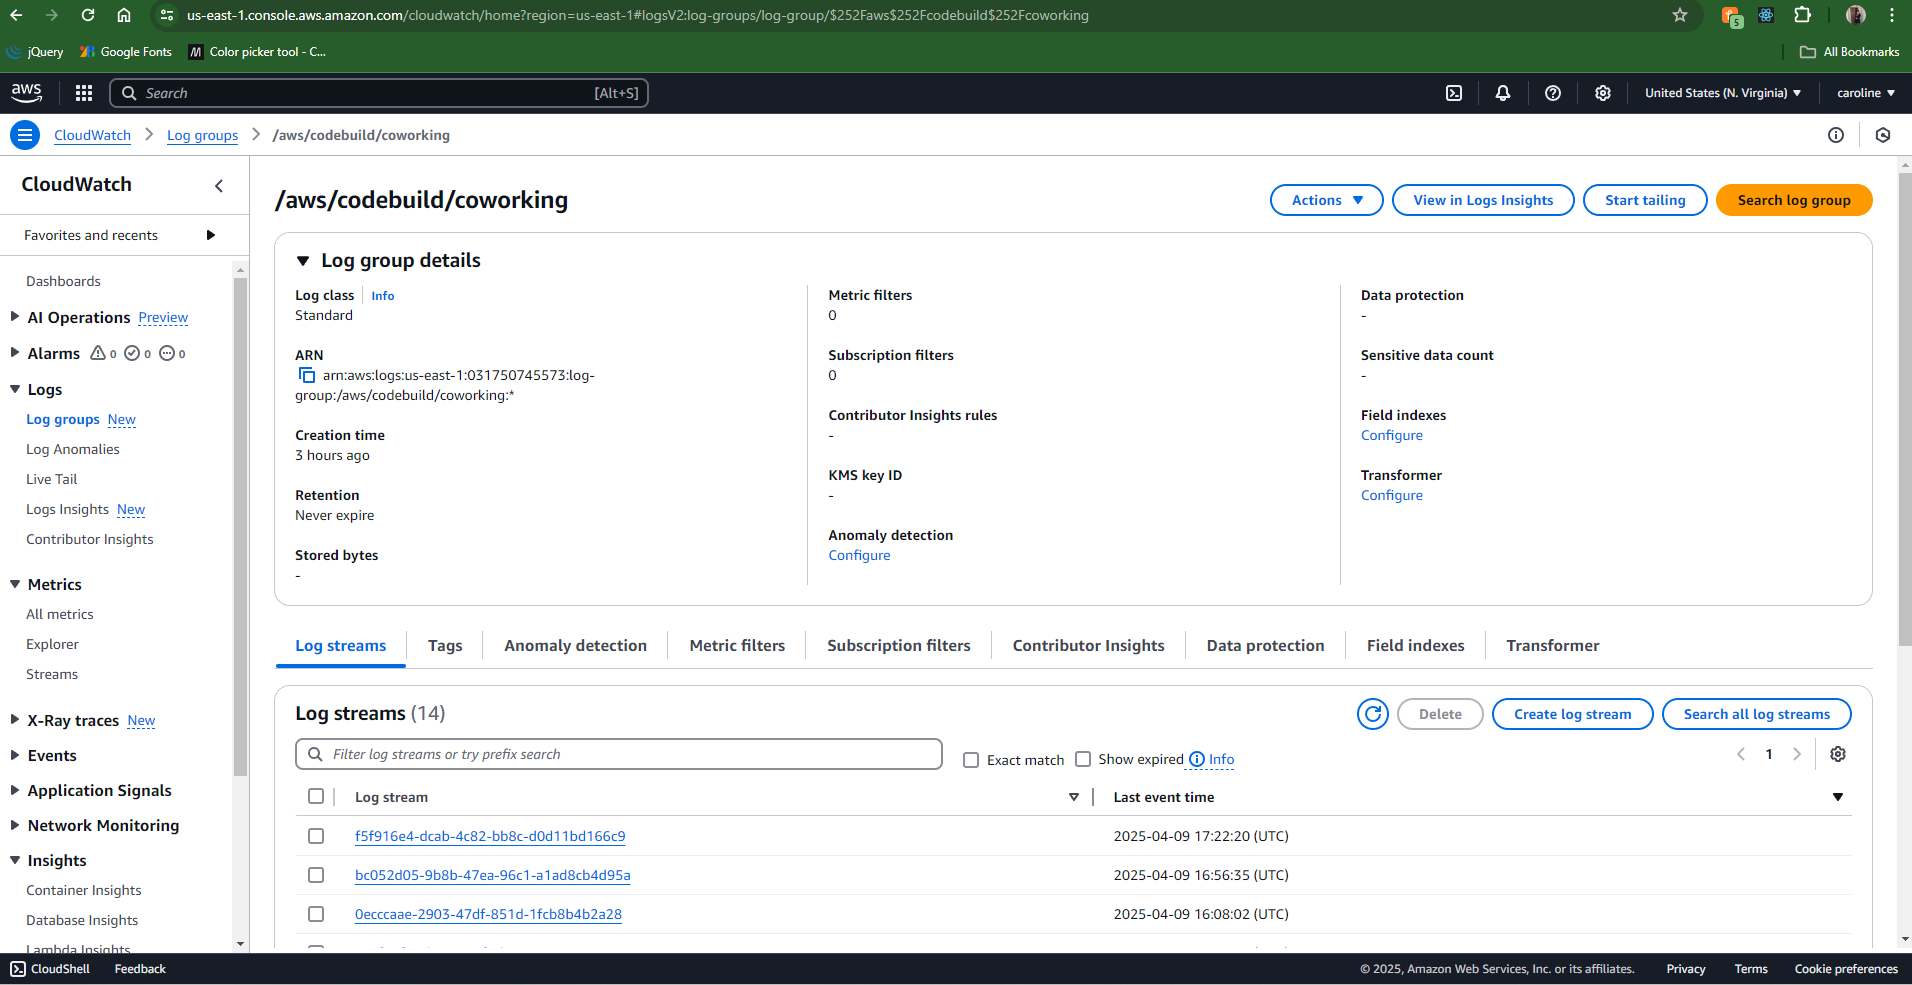 us-east-1.console.aws.amazon.com/cloudwatch/home?region=us-east-1#logsV2:log-groups/log-group/$252Faws$252Fcodebuild$252Fcoworking
5
jQuery Google Fonts M Color picker tool - C... All Bookmarks
aws Search [Alt+S] United States (N. Virginia) caroline
CloudWatch Log groups /aws/codebuild/coworking
CloudWatch
Favorites and recents
Dashboards
AI Operations Preview
Alarms 0 0 0
Logs
Log groups New
Log Anomalies
Live Tail
Logs Insights New
Contributor Insights
Metrics
All metrics
Explorer
Streams
X-Ray traces New
Events
Application Signals
Network Monitoring
Insights
Container Insights
Database Insights
Lambda Insights
/aws/codebuild/coworking
Actions View in Logs Insights Start tailing Search log group
Log group details
Log class Info
Standard
ARN
arn:aws:logs:us-east-1:031750745573:log-
group:/aws/codebuild/coworking:*
Creation time
3 hours ago
Retention
Never expire
Stored bytes
-
Metric filters
0
Subscription filters
0
Contributor Insights rules
-
KMS key ID
-
Anomaly detection
Configure
Data protection
-
Sensitive data count
-
Field indexes
Configure
Transformer
Configure
Log streams Tags Anomaly detection Metric filters Subscription filters Contributor Insights Data protection Field indexes Transformer
Log streams (14)
Delete Create log stream Search all log streams
Filter log streams or try prefix search Exact match Show expired Info 1
Log stream Last event time
f5f916e4-dcab-4c82-bb8c-d0d11bd166c9 2025-04-09 17:22:20 (UTC)
bc052d05-9b8b-47ea-96c1-a1ad8cb4d95a 2025-04-09 16:56:35 (UTC)
0ecccaae-2903-47df-851d-1fcb8b4b2a28 2025-04-09 16:08:02 (UTC)
CloudShell Feedback © 2025, Amazon Web Services, Inc. or its affiliates. Privacy Terms Cookie preferences